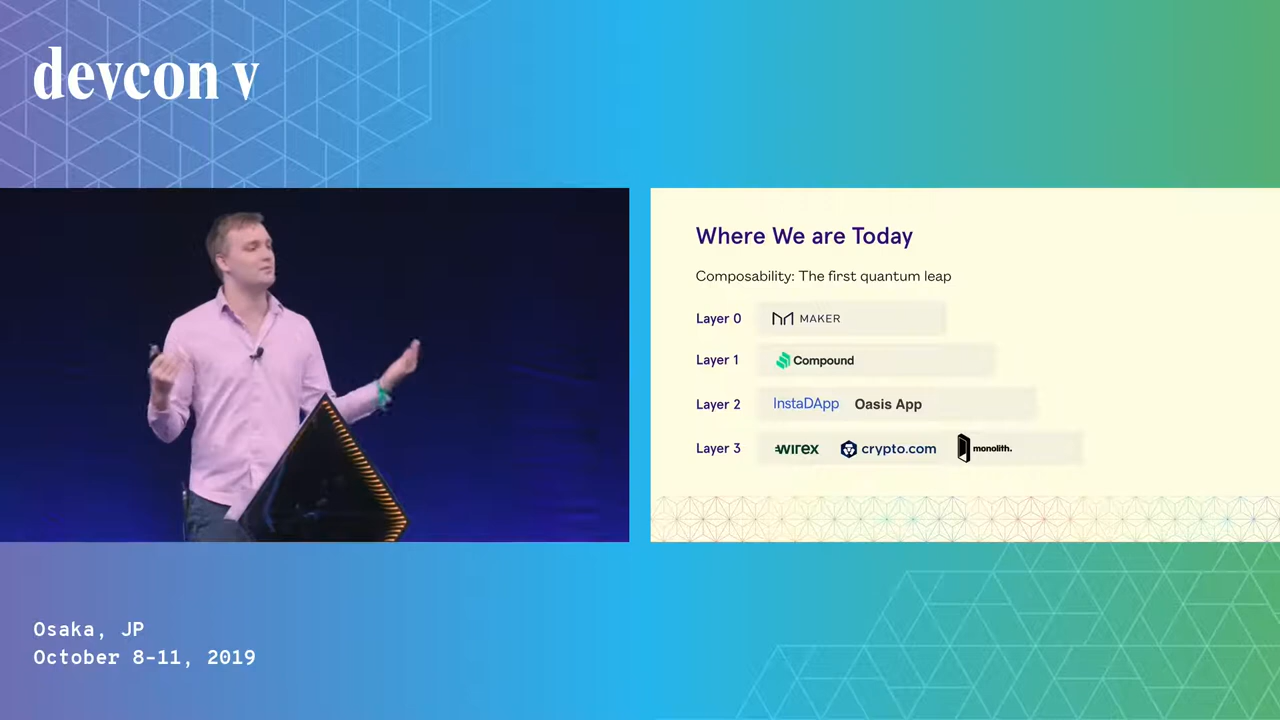 devcon v
Where We are Today
Composability: The first quantum leap
Layer 0 MAKER
Layer 1 Compound
Layer 2 InstaDApp Oasis App
Layer 3 wirex crypto.com monolith.
Osaka, JP
October 8-11, 2019